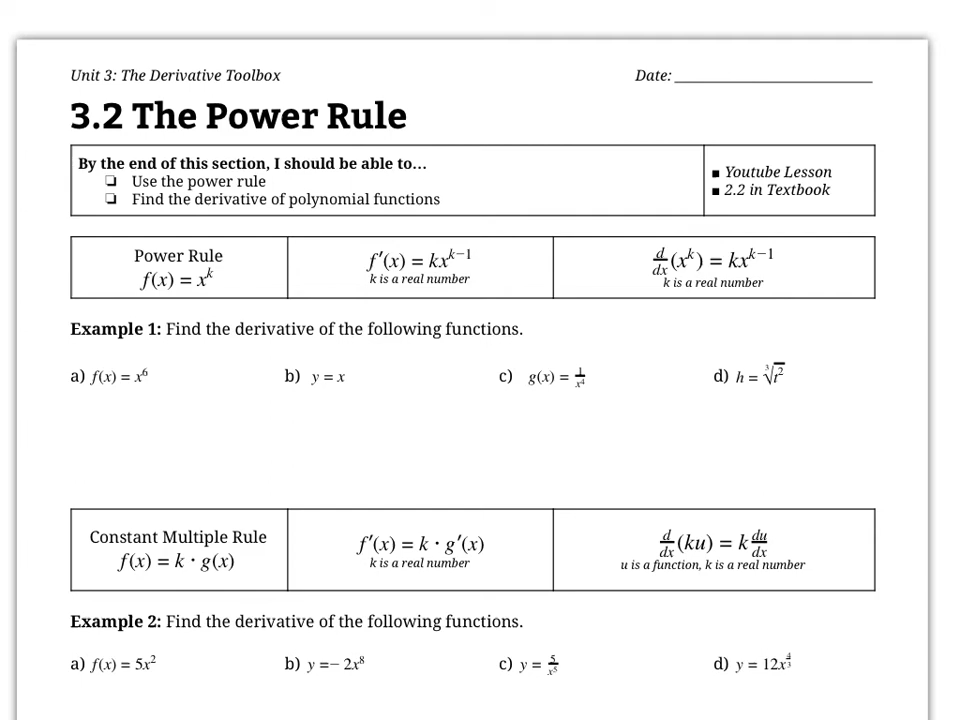 Unit 3: The Derivative Toolbox Date: ____________________________
3.2 The Power Rule
By the end of this section, I should be able to...
❏ Use the power rule
❏ Find the derivative of polynomial functions
■ Youtube Lesson
■ 2.2 in Textbook
Power Rule
f(x) = x^k
f′(x) = kx^{k−1}
k is a real number
d/dx (x^k) = kx^{k−1}
k is a real number
Example 1: Find the derivative of the following functions.
a) f(x) = x^6 b) y = x c) g(x) = 1/x^4 d) h = ∛t^2
Constant Multiple Rule
f(x) = k · g(x)
f′(x) = k · g′(x)
k is a real number
d/dx (ku) = k du/dx
u is a function, k is a real number
Example 2: Find the derivative of the following functions.
a) f(x) = 5x^2 b) y =− 2x^8 c) y = 5/x^5 d) y = 12x^{4/3}